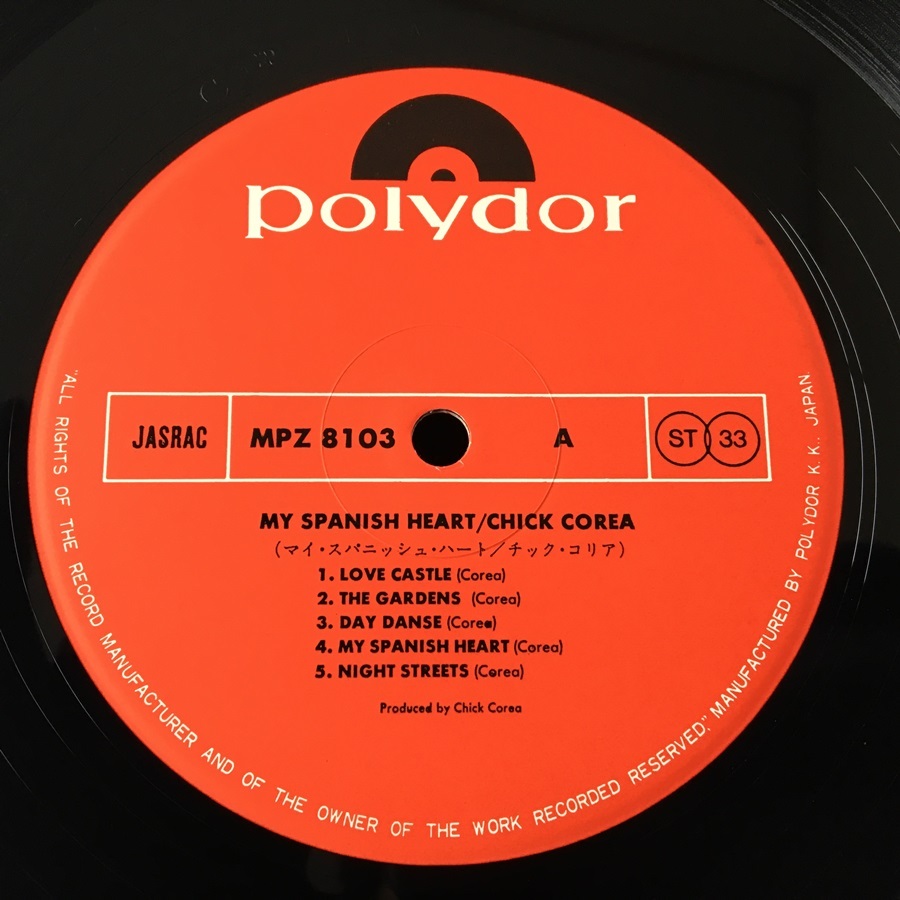 polydor
JASRAC
MPZ 8103
A
ST 33
MY SPANISH HEART/CHICK COREA
(マイ・スパニッシュ・ハート／チック・コリア)
1. LOVE CASTLE (Corea)
2. THE GARDENS (Corea)
3. DAY DANSE (Corea)
4. MY SPANISH HEART (Corea)
5. NIGHT STREETS (Corea)
Produced by Chick Corea
"ALL RIGHTS OF THE RECORD MANUFACTURER AND OF THE OWNER OF THE WORK RECORDED RESERVED." MANUFACTURED BY POLYDOR K.K., JAPAN.